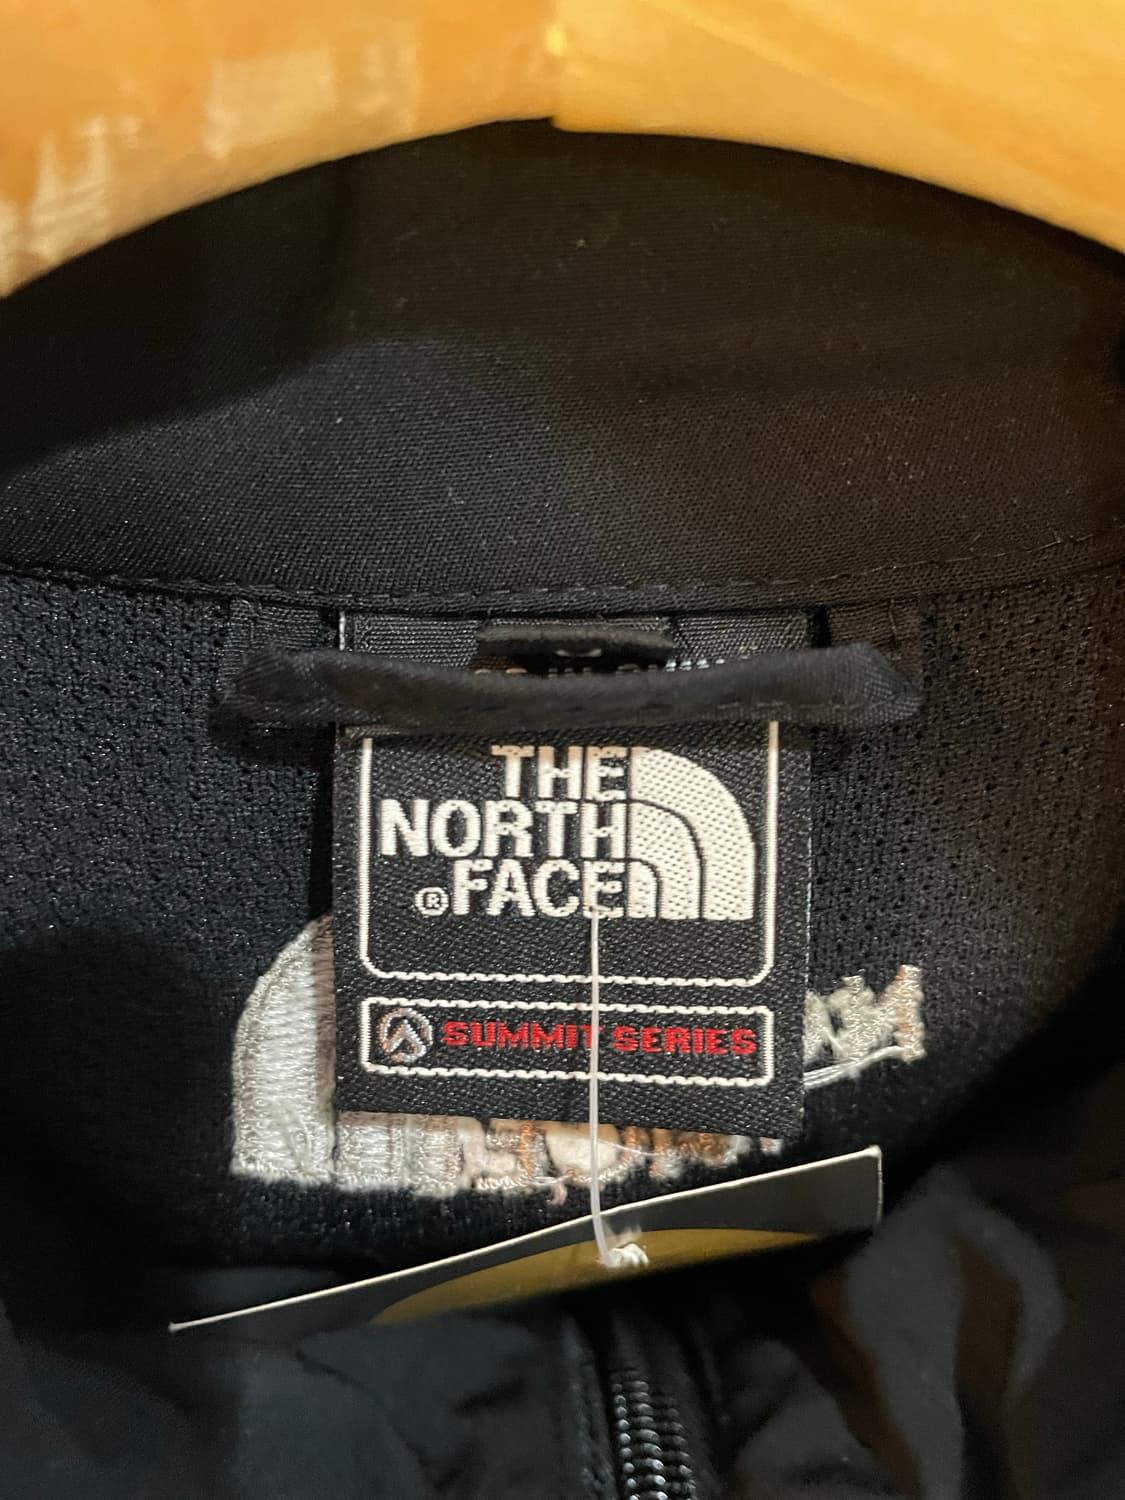 THE
NORTH
®FACE
SUMMIT SERIES